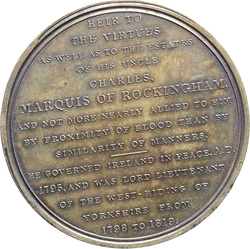 HEIR TO
THE VIRTUES
AS WELL AS TO THE ESTATES
OF HIS UNCLE
CHARLES,
MARQUIS OF ROCKINGHAM,
AND NOT MORE NEARLY ALLIED TO HIM
BY PROXIMITY OF BLOOD THAN BY
SIMILARITY OF MANNERS;
HE GOVERNED IRELAND IN PEACE, A.D.
1795, AND WAS LORD LIEUTENANT
OF THE WEST-RIDING OF
YORKSHIRE FROM
1798 TO 1819.